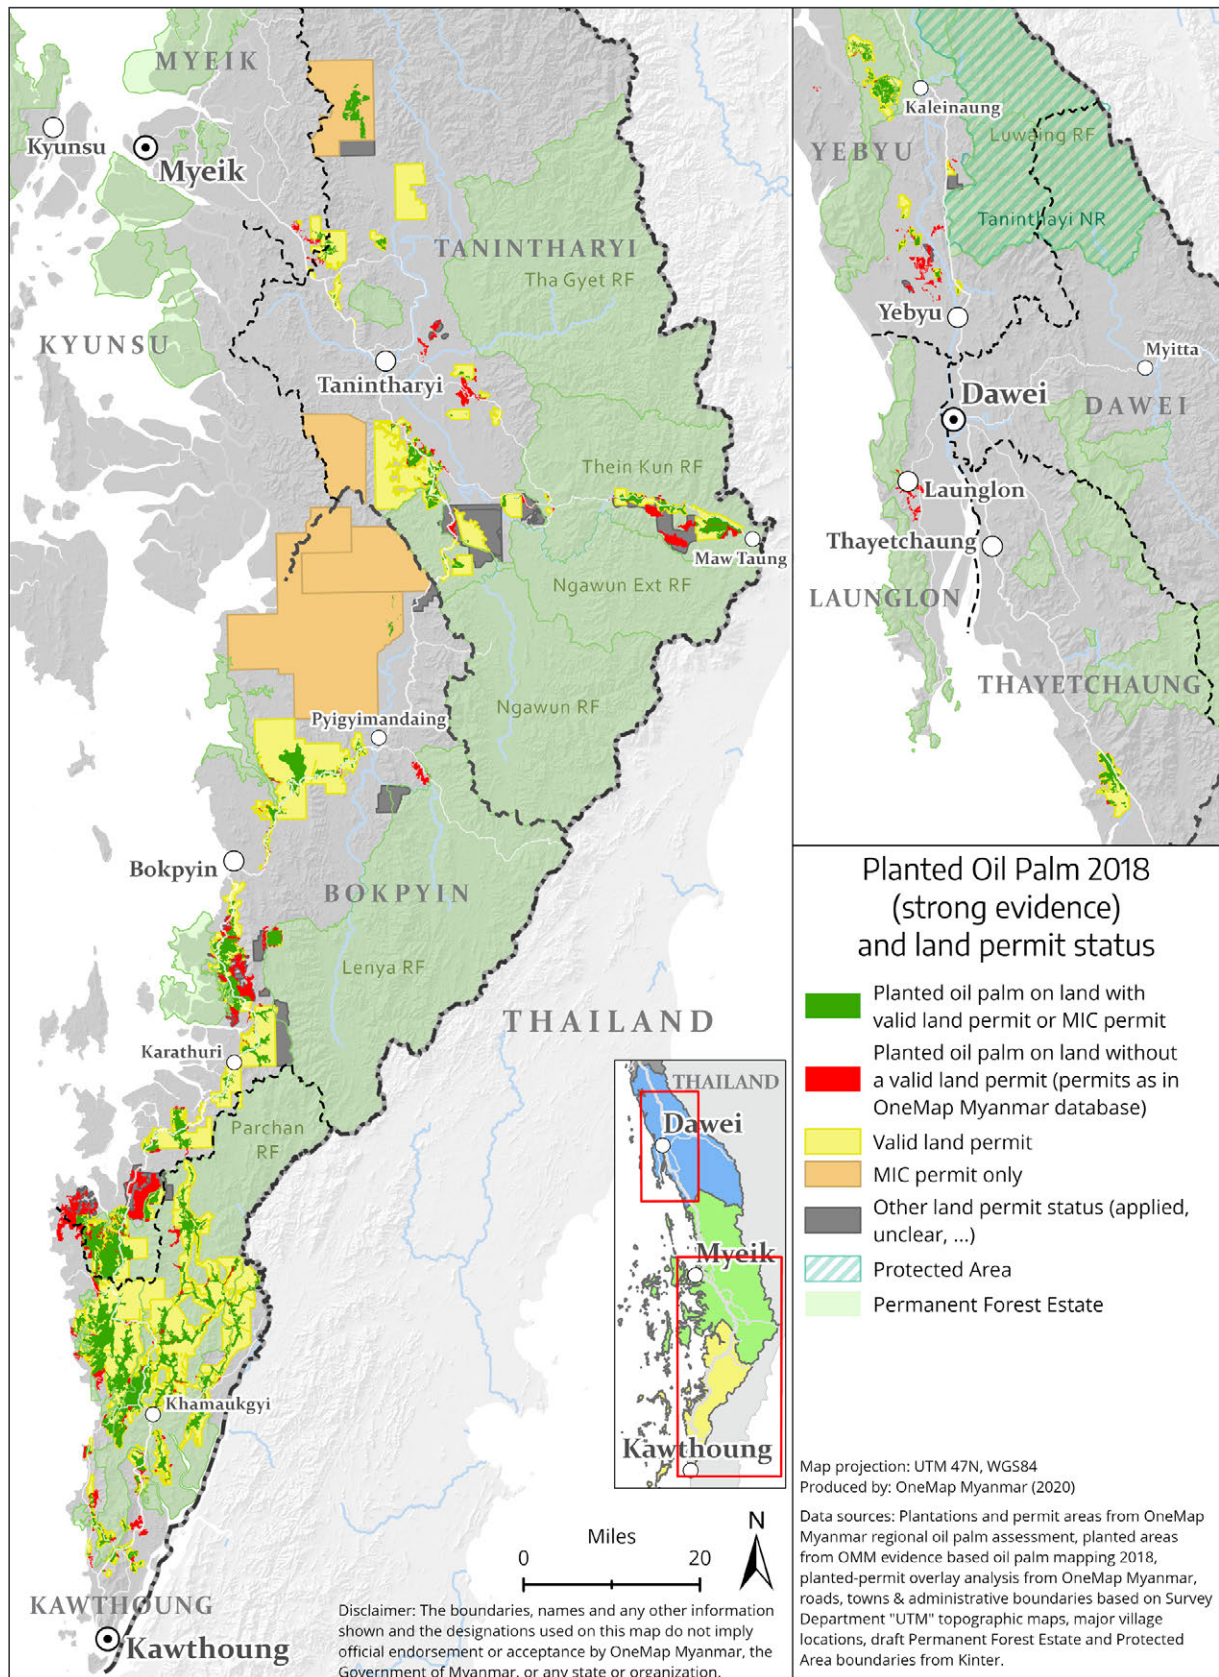 MYEIK
Kyunsu
Myeik
TANINTHARYI
Tha Gyet RF
KYUNSU
Tanintharyi
Thein Kun RF
Maw Taung
Ngawun Ext RF
Ngawun RF
Pyigyimandaing
Bokpyin
BOKPYIN
Lenya RF
THAILAND
Karathuri
Parchan
RF
Khamaukgyi
KAWTHOUNG
Kawthoung
THAILAND
Dawei
Myeik
Kawthoung
Miles
0 20
N
Disclaimer: The boundaries, names and any other information
shown and the designations used on this map do not imply
official endorsement or acceptance by OneMap Myanmar, the
Government of Myanmar, or any state or organization.
Kaleinaung
Luwaing RF
YEBYU
Taninthayi NR
Yebyu
Myitta
Dawei
DAWEI
Launglon
Thayetchaung
LAUNGLON
THAYETCHAUNG
Planted Oil Palm 2018
(strong evidence)
and land permit status
Planted oil palm on land with
valid land permit or MIC permit
Planted oil palm on land without
a valid land permit (permits as in
OneMap Myanmar database)
Valid land permit
MIC permit only
Other land permit status (applied,
unclear, ...)
Protected Area
Permanent Forest Estate
Map projection: UTM 47N, WGS84
Produced by: OneMap Myanmar (2020)
Data sources: Plantations and permit areas from OneMap
Myanmar regional oil palm assessment, planted areas
from OMM evidence based oil palm mapping 2018,
planted-permit overlay analysis from OneMap Myanmar,
roads, towns & administrative boundaries based on Survey
Department "UTM" topographic maps, major village
locations, draft Permanent Forest Estate and Protected
Area boundaries from Kinter.